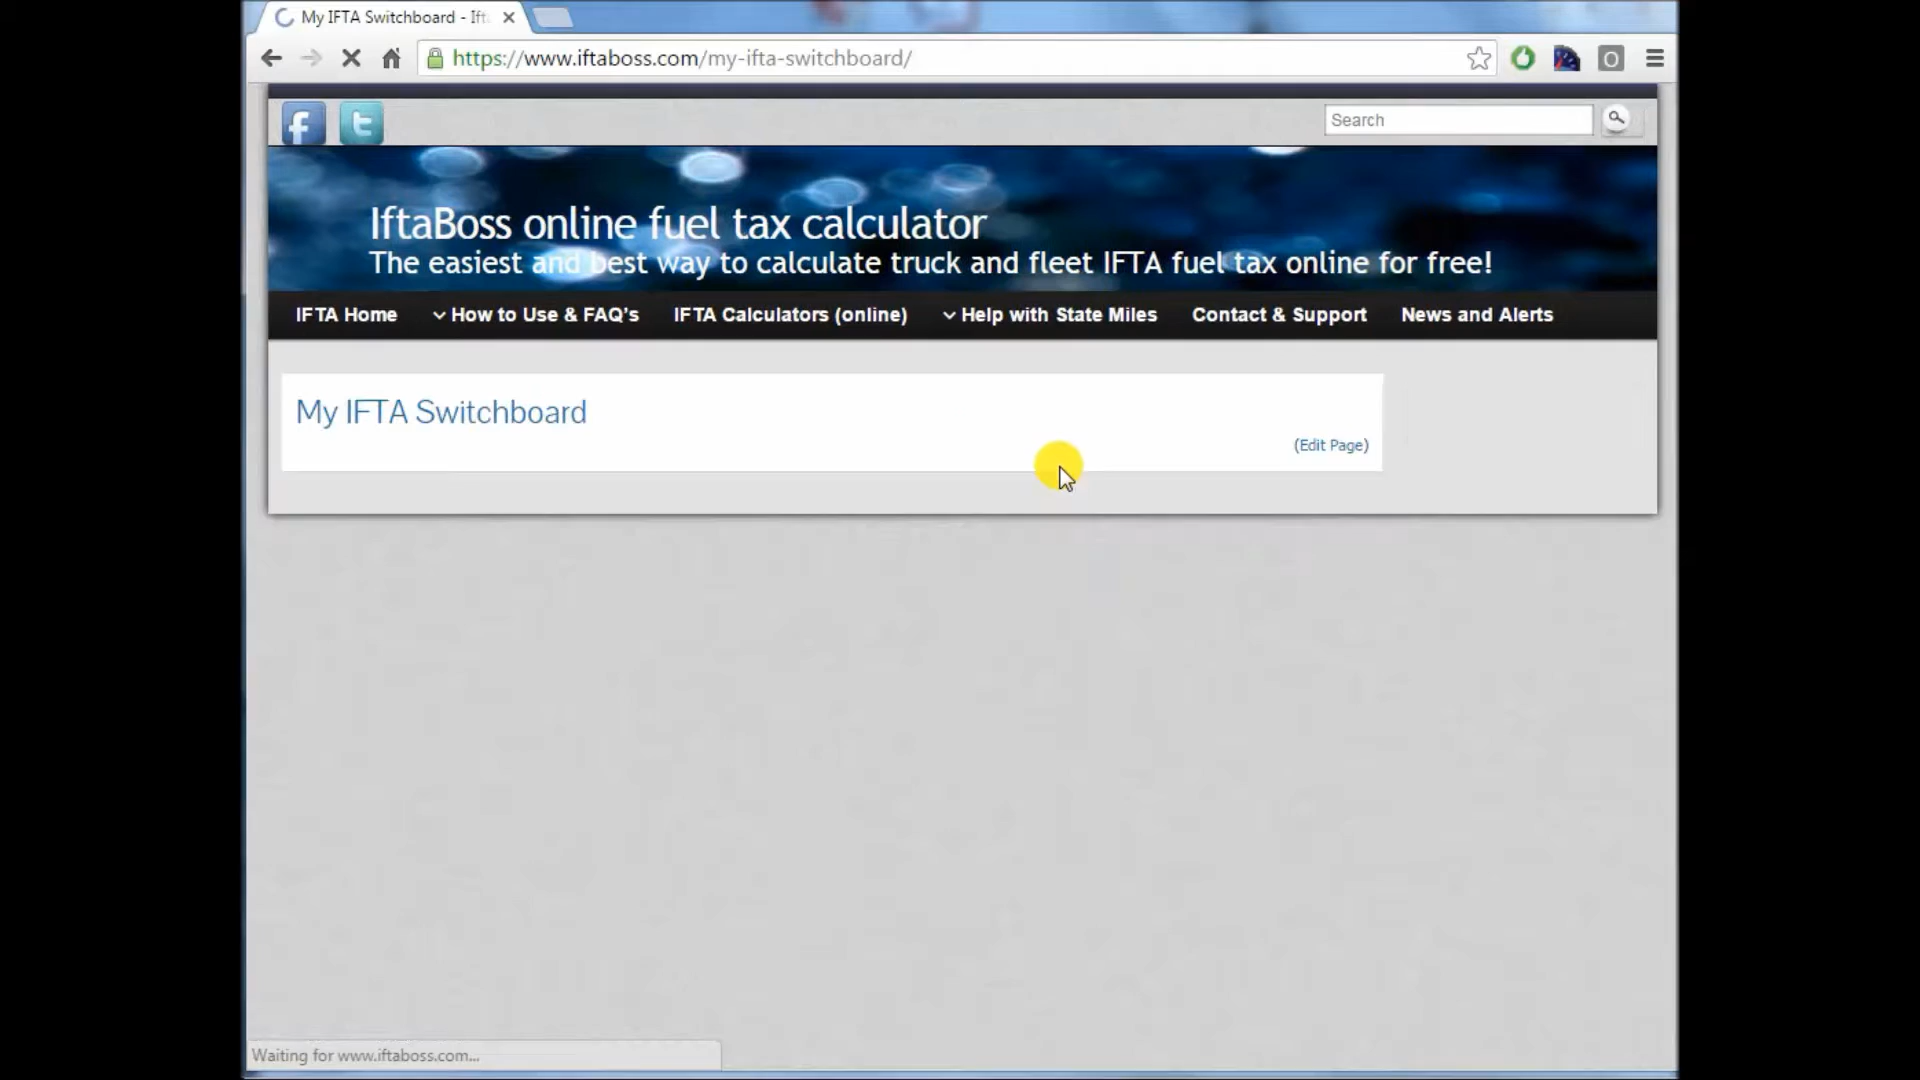 My IFTA Switchboard - Ift
https://www.iftaboss.com/my-ifta-switchboard/
Search
IftaBoss online fuel tax calculator
The easiest and best way to calculate truck and fleet IFTA fuel tax online for free!
IFTA Home How to Use & FAQ's IFTA Calculators (online) Help with State Miles Contact & Support News and Alerts
My IFTA Switchboard
(Edit Page)
Waiting for www.iftaboss.com...